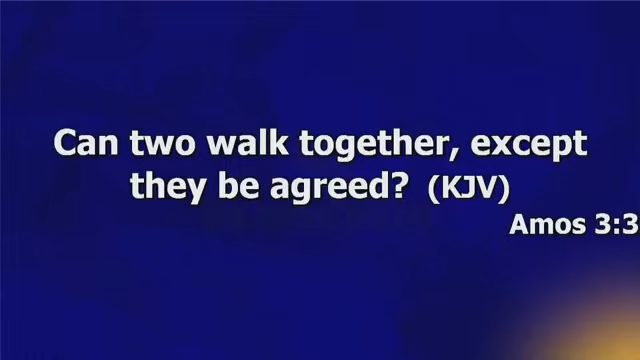 Can two walk together, except
they be agreed? (KJV)
Amos 3:3